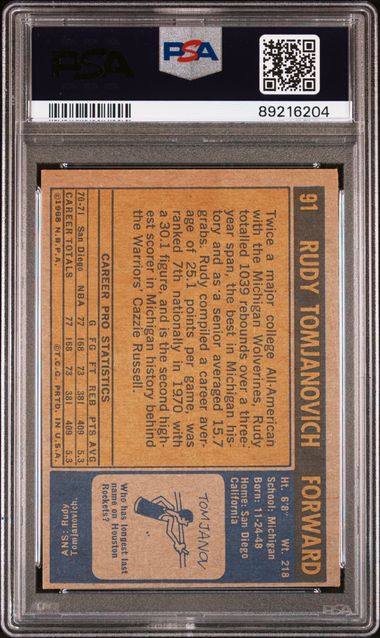 PSA
PSA
89216204
91 RUDY TOMJANOVICH FORWARD
Ht. 6'8" Wt. 218
School: Michigan
Born: 11-24-48
Home: San Diego
California
Twice a major college All-American
with the Michigan Wolverines, Rudy
totalled 1039 rebounds over a three-
year span, the best in Michigan his-
tory and as a senior averaged 15.7
grabs. Rudy compiled a career aver-
age of 25.1 points per game, was
ranked 7th nationally in 1970 with
a 30.1 figure, and is the second high-
est scorer in Michigan history behind
the Warriors' Cazzie Russell.
TOMJANOV
Who has longest last
name on Houston
Rockets?
ANS: Rudy
Tomjanovich
CAREER PRO STATISTICS
G FG FT REB PTS AVG
70-71 San Diego NBA 77 168 73 381 409 5.3
CAREER TOTALS 77 168 73 381 409 5.3
©1968 N.B.P.A. ©T.C.G. PRTD. IN U.S.A.